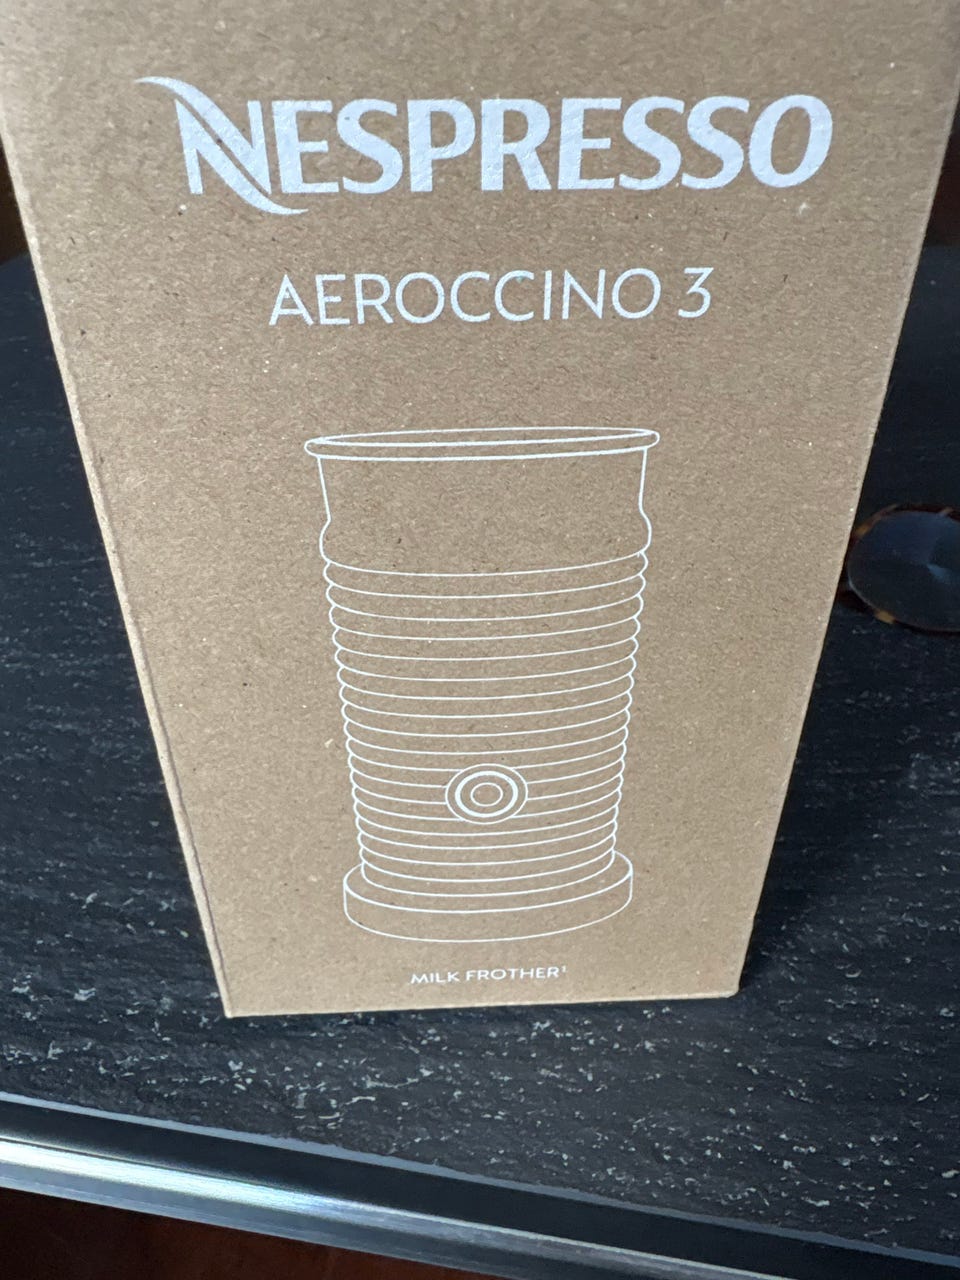 NESPRESSO
AEROCCINO 3
MILK FROTHER¹